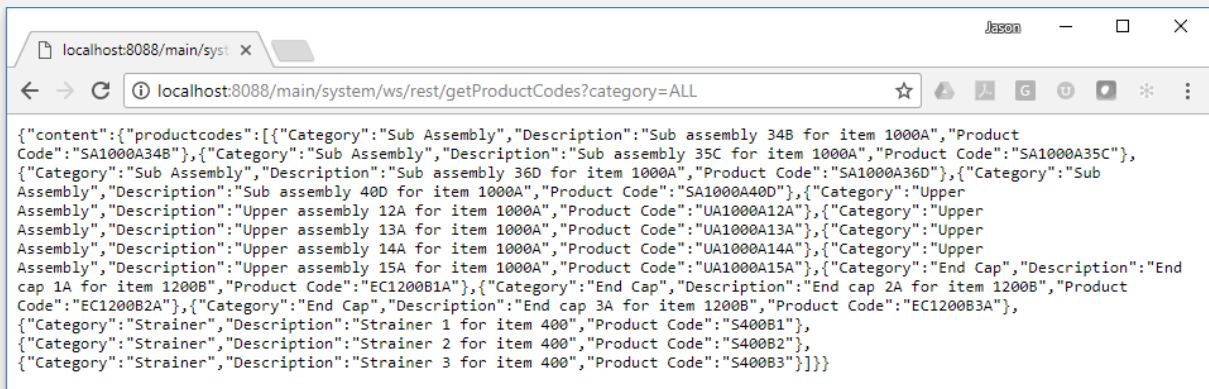 Jason
localhost:8088/main/syst
localhost:8088/main/system/ws/rest/getProductCodes?category=ALL
{"content":{"productcodes":[{"Category":"Sub Assembly","Description":"Sub assembly 34B for item 1000A","Product
Code":"SA1000A34B"},{"Category":"Sub Assembly","Description":"Sub assembly 35C for item 1000A","Product Code":"SA1000A35C"},
{"Category":"Sub Assembly","Description":"Sub assembly 36D for item 1000A","Product Code":"SA1000A36D"},{"Category":"Sub
Assembly","Description":"Sub assembly 40D for item 1000A","Product Code":"SA1000A40D"},{"Category":"Upper
Assembly","Description":"Upper assembly 12A for item 1000A","Product Code":"UA1000A12A"},{"Category":"Upper
Assembly","Description":"Upper assembly 13A for item 1000A","Product Code":"UA1000A13A"},{"Category":"Upper
Assembly","Description":"Upper assembly 14A for item 1000A","Product Code":"UA1000A14A"},{"Category":"Upper
Assembly","Description":"Upper assembly 15A for item 1000A","Product Code":"UA1000A15A"},{"Category":"End Cap","Description":"End
cap 1A for item 1200B","Product Code":"EC1200B1A"},{"Category":"End Cap","Description":"End cap 2A for item 1200B","Product
Code":"EC1200B2A"},{"Category":"End Cap","Description":"End cap 3A for item 1200B","Product Code":"EC1200B3A"},
{"Category":"Strainer","Description":"Strainer 1 for item 400","Product Code":"S400B1"},
{"Category":"Strainer","Description":"Strainer 2 for item 400","Product Code":"S400B2"},
{"Category":"Strainer","Description":"Strainer 3 for item 400","Product Code":"S400B3"}]}}